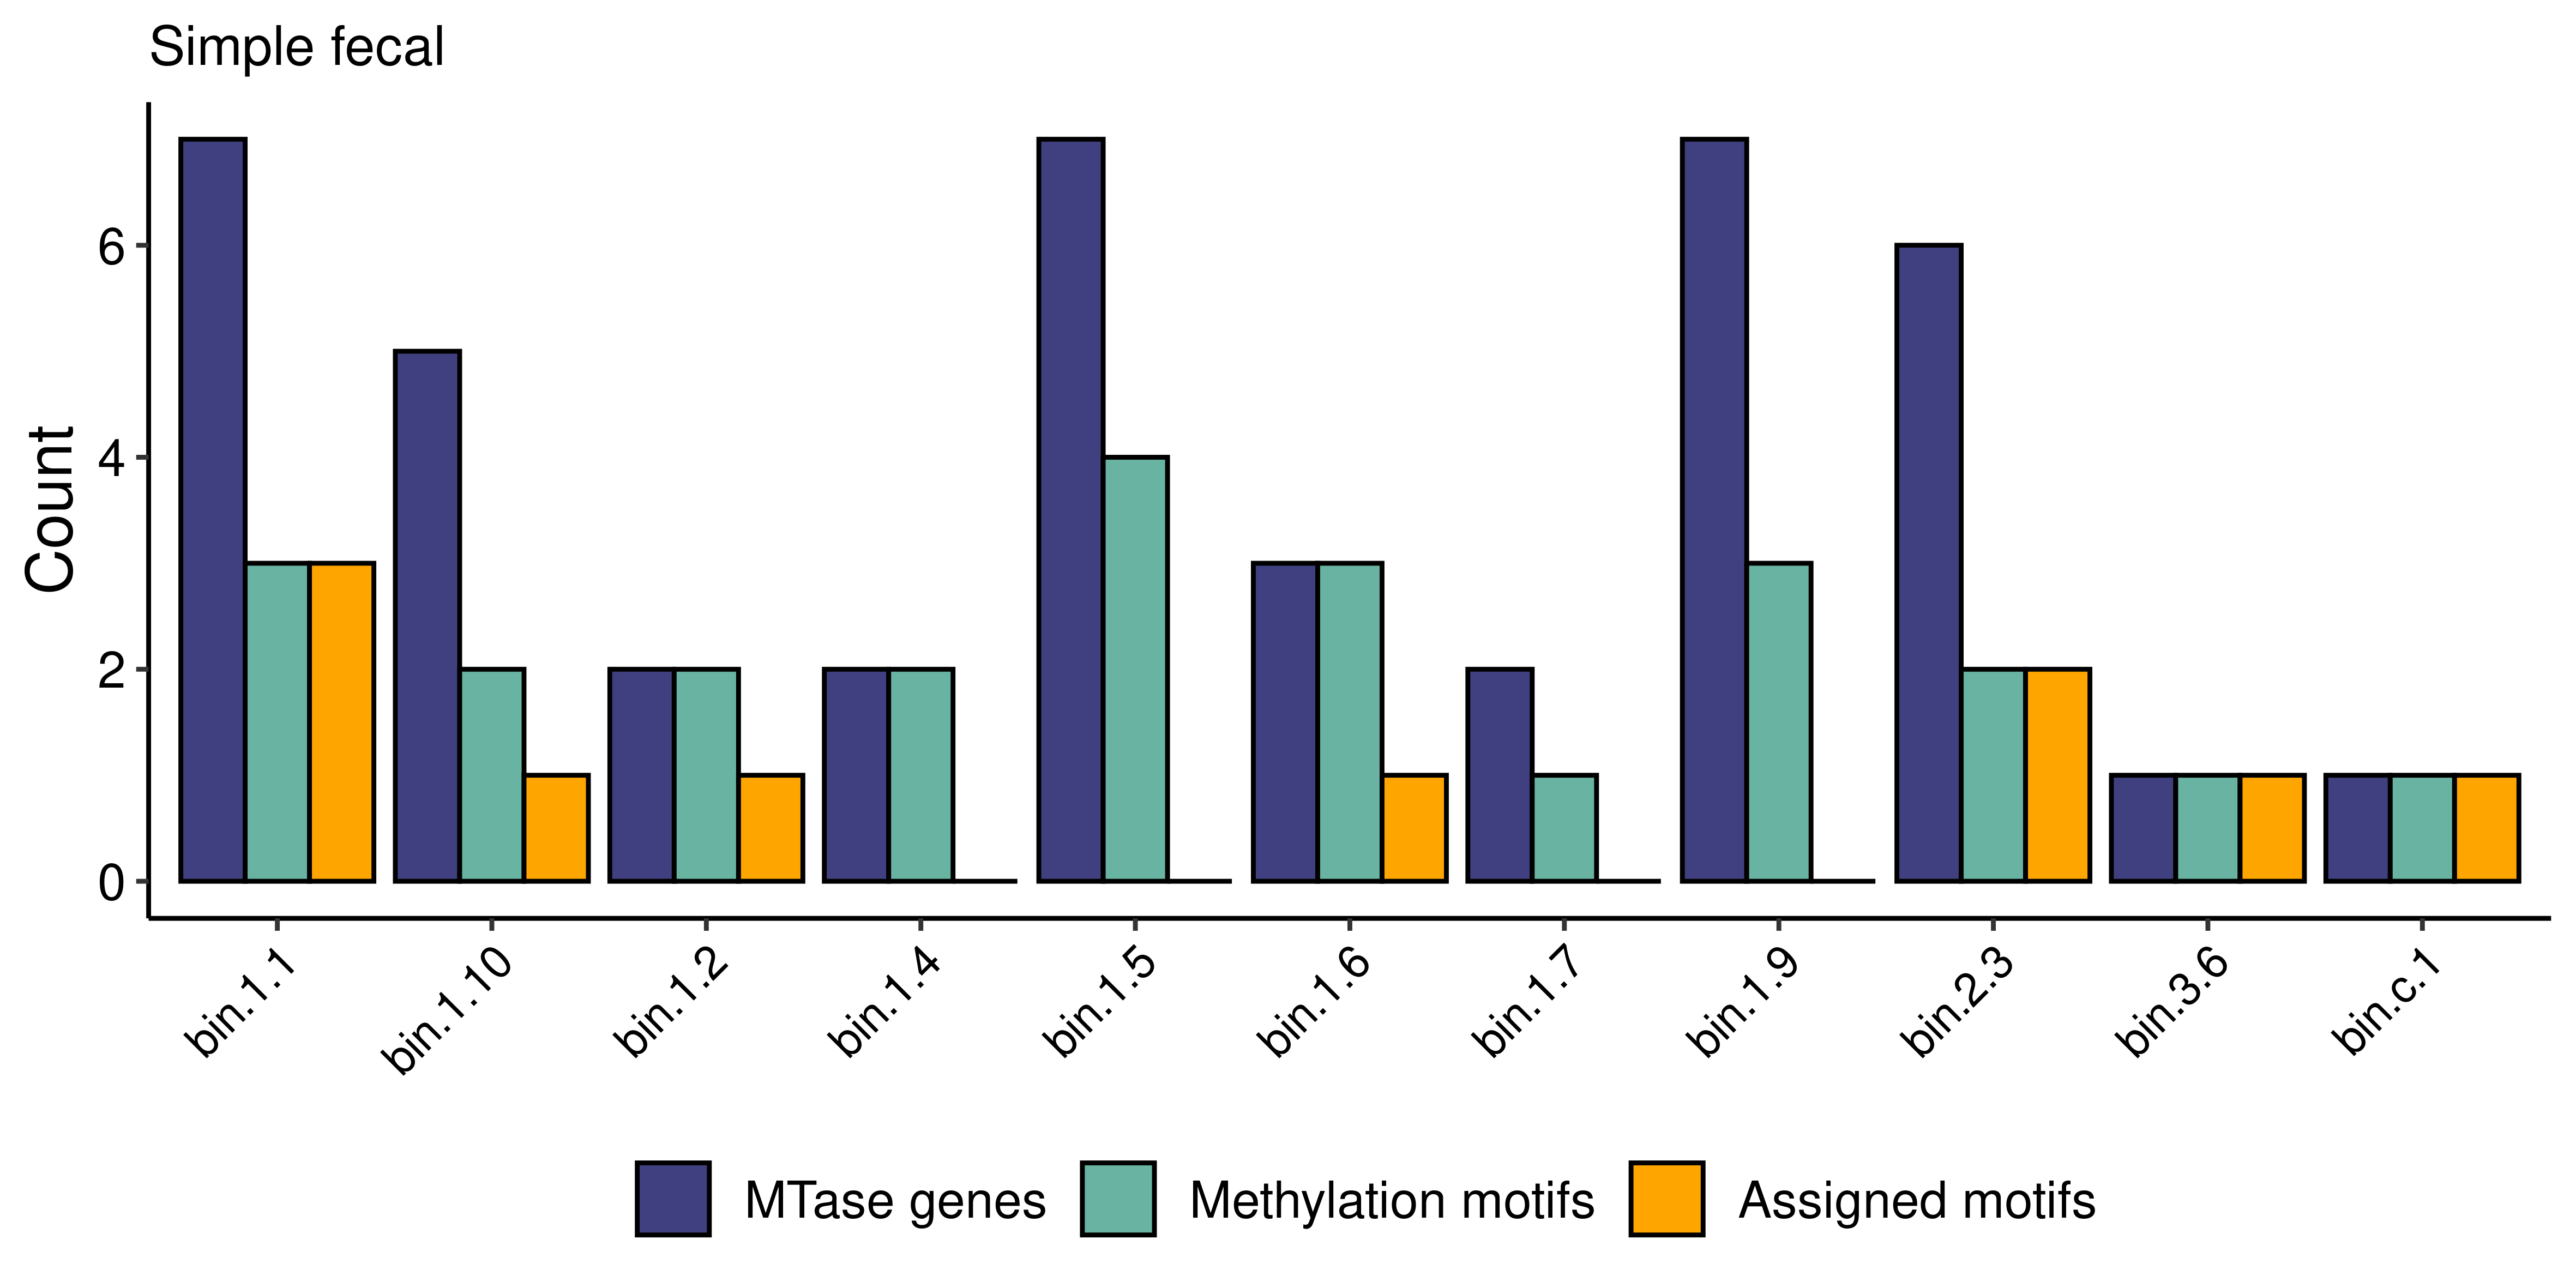 Simple fecal
Count
6
4
2
0
bin.1.1
bin.1.10
bin.1.2
bin.1.4
bin.1.5
bin.1.6
bin.1.7
bin.1.9
bin.2.3
bin.3.6
bin.c.1
MTase genes
Methylation motifs
Assigned motifs